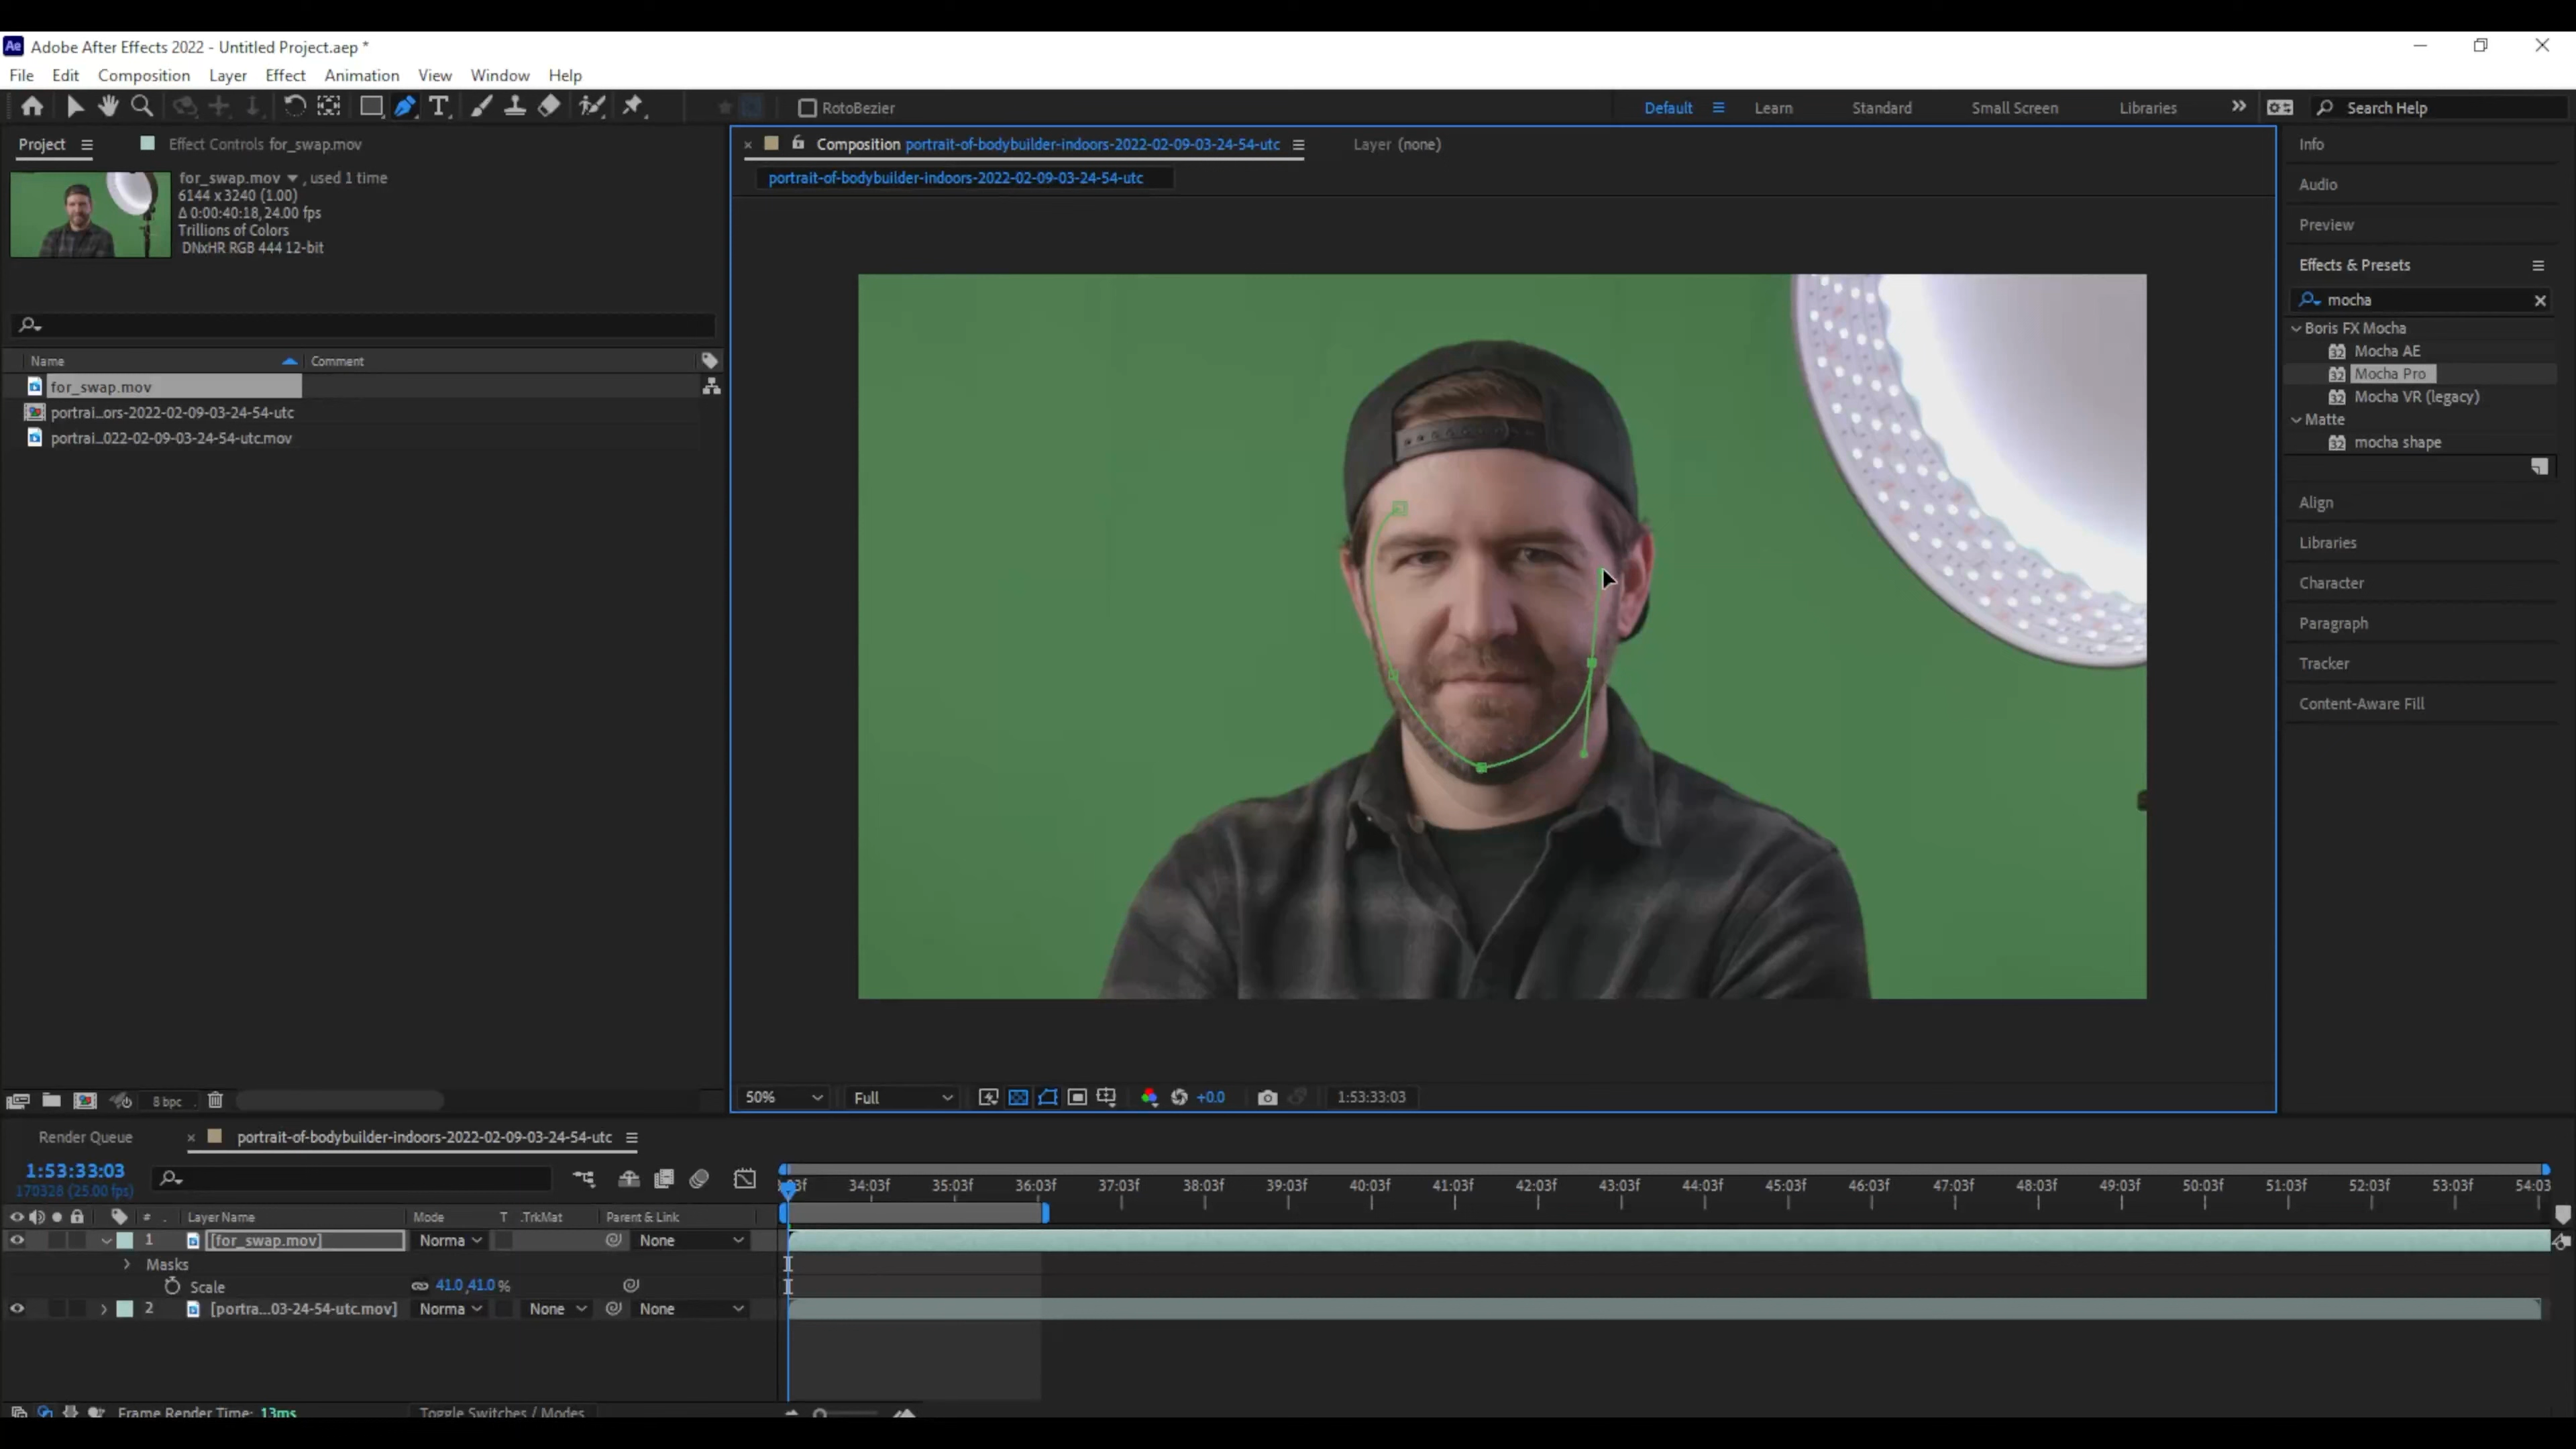 Ae Adobe After Effects 2022 - Untitled Project.aep *
File Edit Composition Layer Effect Animation View Window Help
T RotoBezier Default Learn Standard Small Screen Libraries Search Help
Project Effect Controls for_swap.mov
for_swap.mov , used 1 time
6144 x 3240 (1.00)
Δ 0:00:40:18, 24.00 fps
Trillions of Colors
DNxHR RGB 444 12-bit
Name Comment
for_swap.mov
portrai...ors-2022-02-09-03-24-54-utc
portrai...022-02-09-03-24-54-utc.mov
8 bpc
Composition portrait-of-bodybuilder-indoors-2022-02-09-03-24-54-utc Layer (none)
portrait-of-bodybuilder-indoors-2022-02-09-03-24-54-utc
50% Full +0.0 1:53:33:03
Info
Audio
Preview
Effects & Presets
mocha
Boris FX Mocha
32 Mocha AE
32 Mocha Pro
32 Mocha VR (legacy)
Matte
32 mocha shape
Align
Libraries
Character
Paragraph
Tracker
Content-Aware Fill
Render Queue portrait-of-bodybuilder-indoors-2022-02-09-03-24-54-utc
1:53:33:03
170328 (25.00 fps)
34:03f 35:03f 36:03f 37:03f 38:03f 39:03f 40:03f 41:03f 42:03f 43:03f 44:03f 45:03f 46:03f 47:03f 48:03f 49:03f 50:03f 51:03f 52:03f 53:03f 54:03
# Layer Name Mode T .TrkMat Parent & Link
1 [for_swap.mov] Norma None
Masks
Scale 41.0,41.0 %
2 [portra...03-24-54-utc.mov] Norma None None
Frame Render Time: 13ms Toggle Switches / Modes